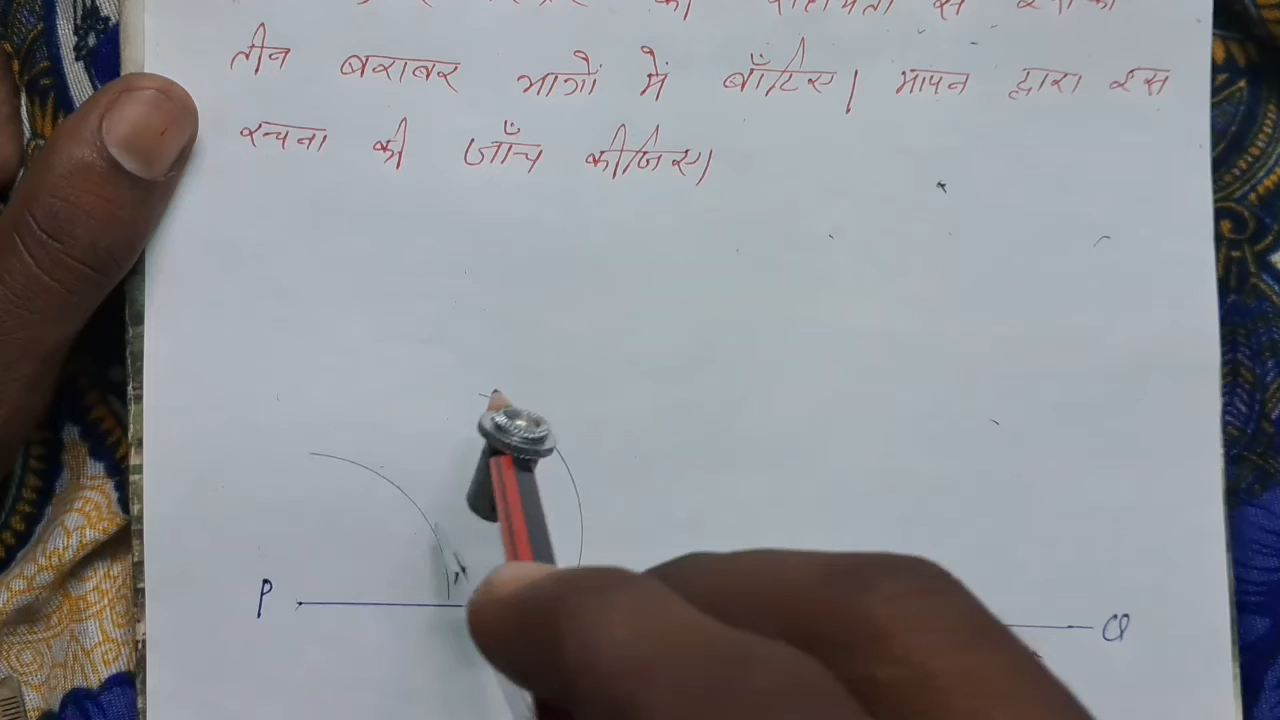 तीन बराबर भागों में बाँटिए। मापन द्वारा इस
रचना की जाँच कीजिए।
P
Q